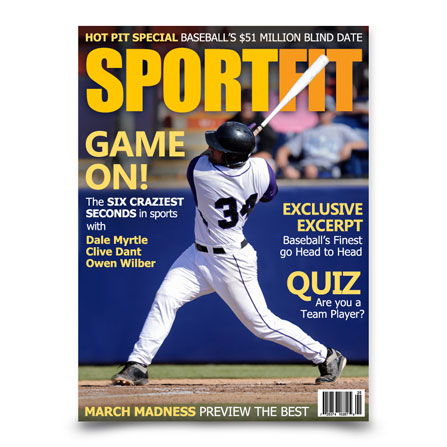 HOT PIT SPECIAL BASEBALL'S $51 MILLION BLIND DATE
SPORTFIT
GAME
ON!
The SIX CRAZIEST
SECONDS in sports
with
Dale Myrtle
Clive Dant
Owen Wilber
34
EXCLUSIVE
EXCERPT
Baseball's Finest
go Head to Head
QUIZ
Are you a
Team Player?
MARCH MADNESS PREVIEW THE BEST